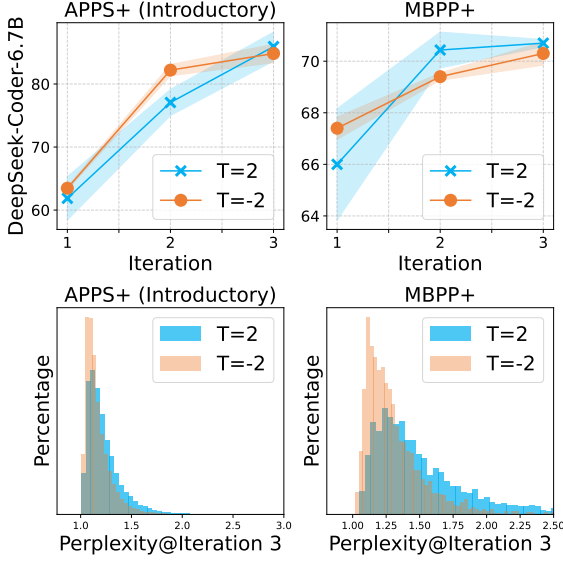 APPS+ (Introductory)
MBPP+
DeepSeek-Coder-6.7B
80
70
60
T=2
T=-2
1
2
3
Iteration
70
68
66
64
T=2
T=-2
1
2
3
Iteration
APPS+ (Introductory)
MBPP+
Percentage
T=2
T=-2
1.0
1.5
2.0
2.5
3.0
Perplexity@Iteration 3
Percentage
T=2
T=-2
1.00
1.25
1.50
1.75
2.00
2.25
2.50
Perplexity@Iteration 3